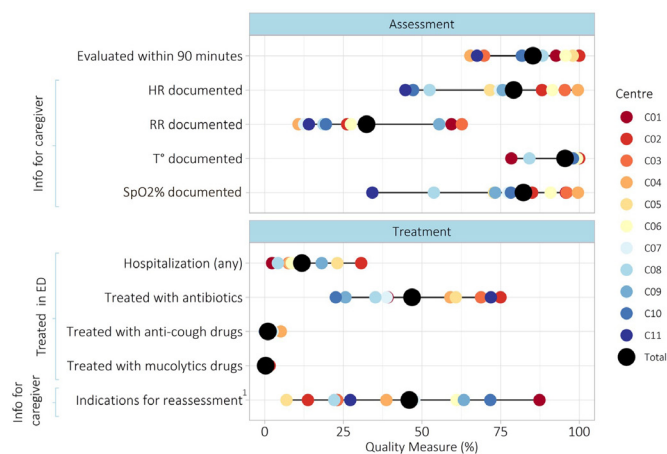 Assessment
Evaluated within 90 minutes
HR documented
RR documented
T° documented
SpO2% documented
Info for caregiver
Treatment
Hospitalization (any)
Treated with antibiotics
Treated with anti-cough drugs
Treated with mucolytics drugs
Indications for reassessment1
Treated in ED
Info for
caregiver
0 25 50 75 100
Quality Measure (%)
Centre
C01
C02
C03
C04
C05
C06
C07
C08
C09
C10
C11
Total